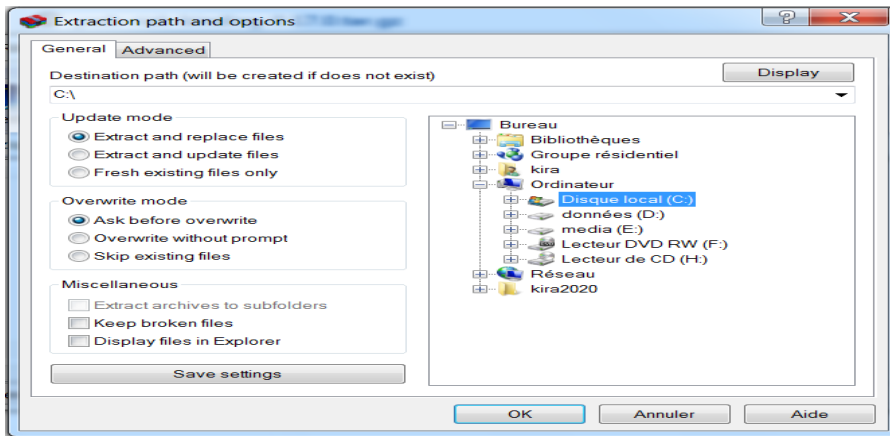 Extraction path and options
General Advanced
Destination path (will be created if does not exist)
Display
C:\
Update mode
Extract and replace files
Extract and update files
Fresh existing files only
Overwrite mode
Ask before overwrite
Overwrite without prompt
Skip existing files
Miscellaneous
Extract archives to subfolders
Keep broken files
Display files in Explorer
Save settings
Bureau
Bibliothèques
Groupe résidentiel
kira
Ordinateur
Disque local (C:)
données (D:)
media (E:)
Lecteur DVD RW (F:)
Lecteur de CD (H:)
Réseau
kira2020
OK Annuler Aide